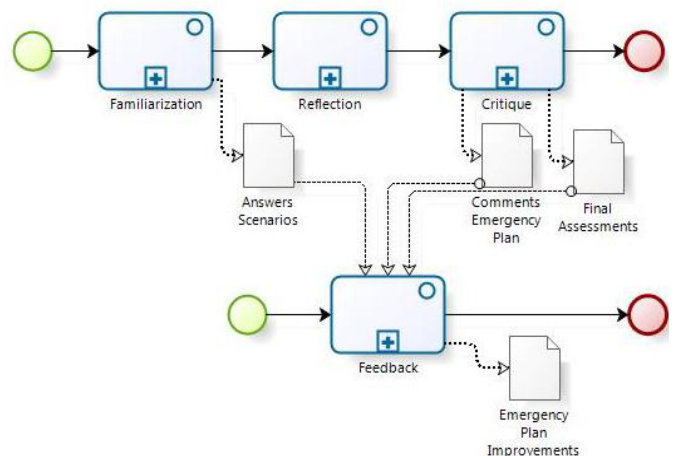 Familiarization
Reflection
Critique
Answers
Scenarios
Comments
Emergency
Plan
Final
Assessments
Feedback
Emergency
Plan
Improvements